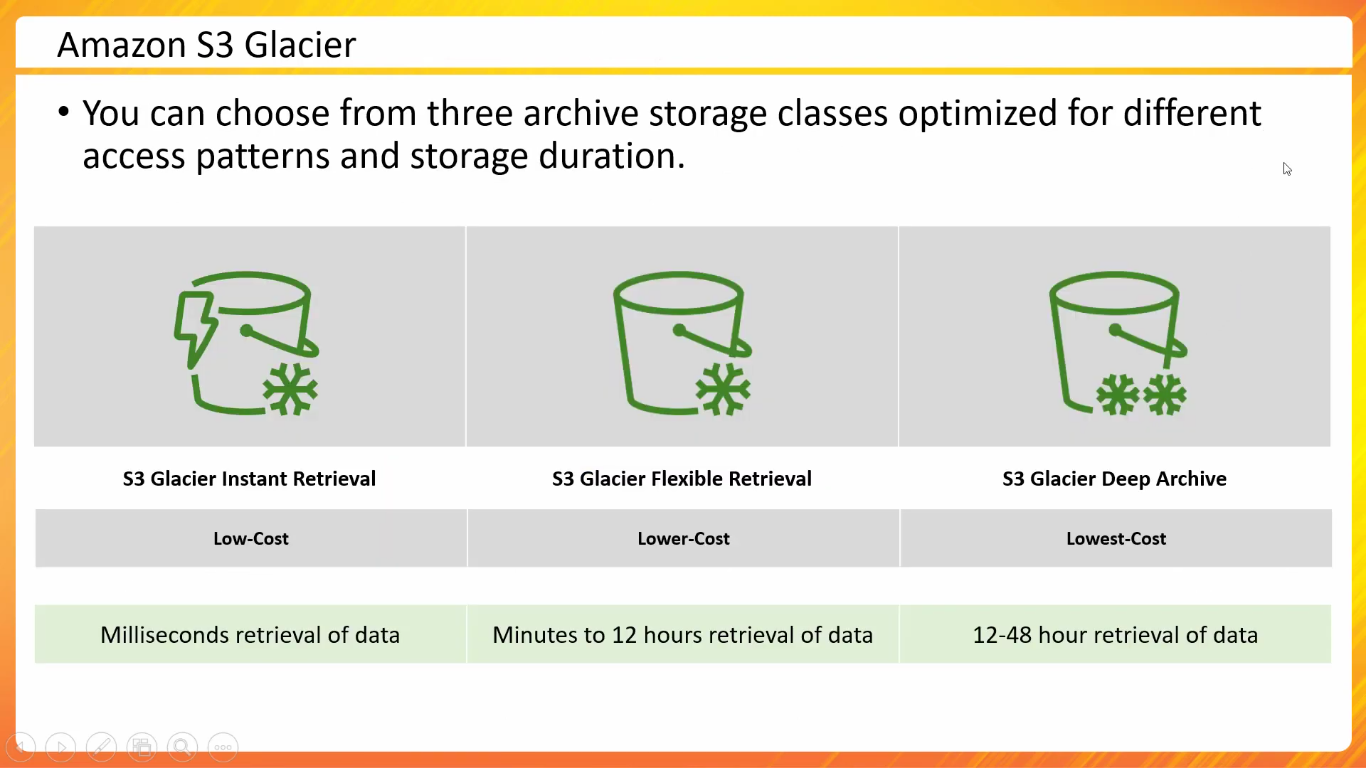 Amazon S3 Glacier
• You can choose from three archive storage classes optimized for different
access patterns and storage duration.
S3 Glacier Instant Retrieval
S3 Glacier Flexible Retrieval
S3 Glacier Deep Archive
Low-Cost
Lower-Cost
Lowest-Cost
Milliseconds retrieval of data
Minutes to 12 hours retrieval of data
12-48 hour retrieval of data